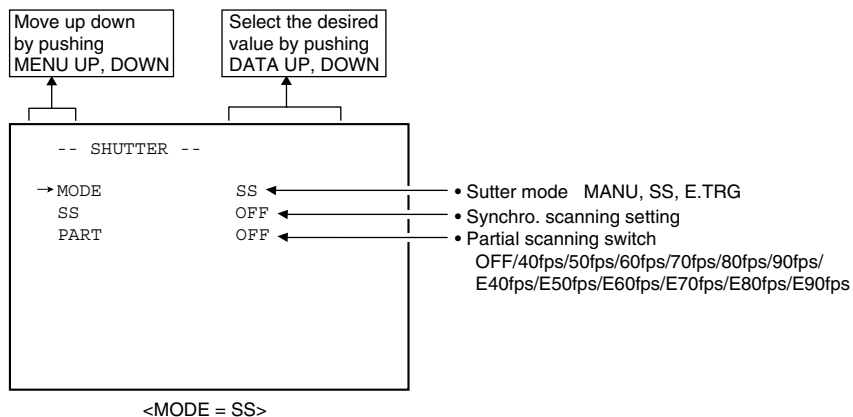 Move up down
by pushing
MENU UP, DOWN
Select the desired
value by pushing
DATA UP, DOWN
-- SHUTTER --
→MODE SS
SS OFF
PART OFF
• Sutter mode MANU, SS, E.TRG
• Synchro. scanning setting
• Partial scanning switch
OFF/40fps/50fps/60fps/70fps/80fps/90fps/
E40fps/E50fps/E60fps/E70fps/E80fps/E90fps
<MODE = SS>